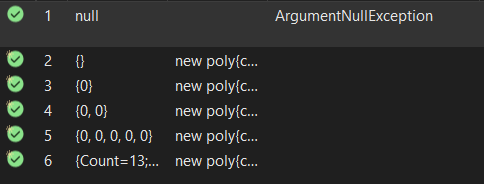 1 null ArgumentNullException
2 {} new poly{c...
3 {0} new poly{c...
4 {0, 0} new poly{c...
5 {0, 0, 0, 0, 0} new poly{c...
6 {Count=13;... new poly{c...